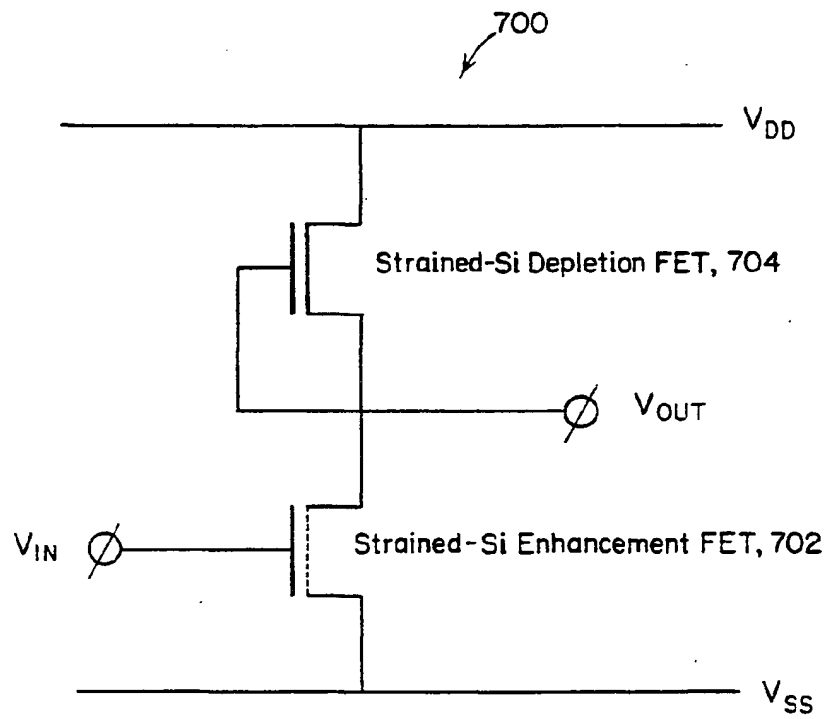 700
V_DD
Strained-Si Depletion FET, 704
V_OUT
V_IN
Strained-Si Enhancement FET, 702
V_SS